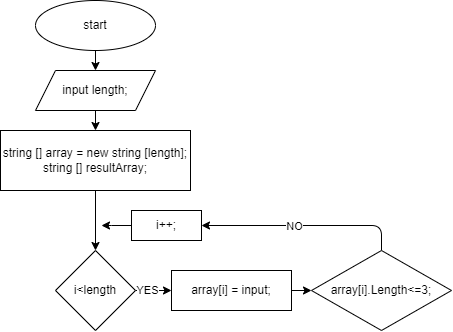 start
input length;
string [] array = new string [length];
string [] resultArray;
i++;
NO
i<length
YES
array[i] = input;
array[i].Length<=3;